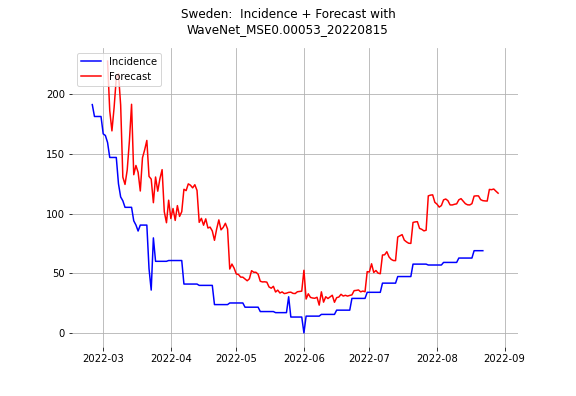 Sweden:  Incidence + Forecast with
WaveNet_MSE0.00053_20220815
Incidence
Forecast
200
150
100
50
0
2022-03 2022-04 2022-05 2022-06 2022-07 2022-08 2022-09